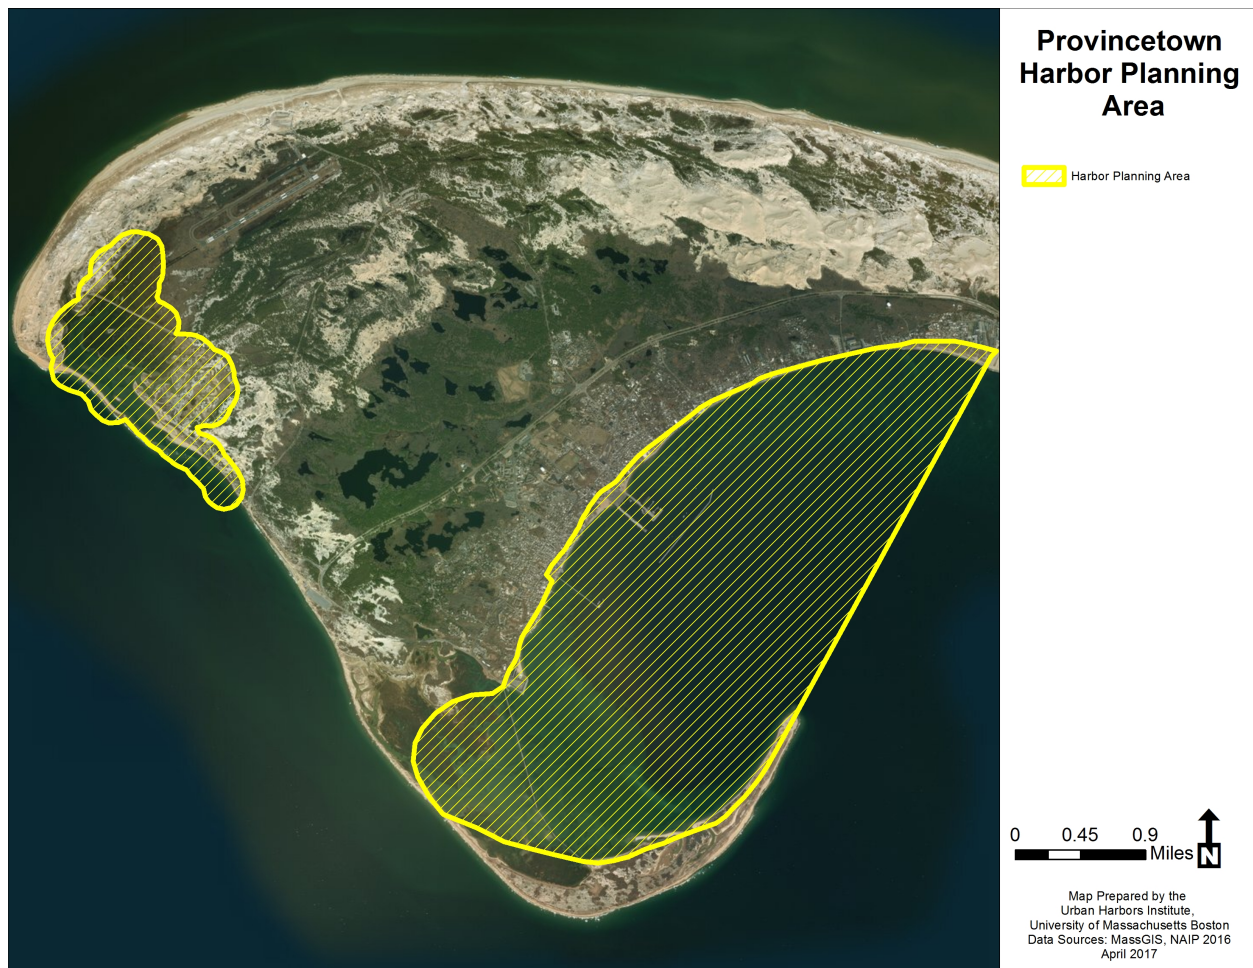 Provincetown
Harbor Planning
Area
Harbor Planning Area
0 0.45 0.9
Miles
N
Map Prepared by the
Urban Harbors Institute,
University of Massachusetts Boston
Data Sources: MassGIS, NAIP 2016
April 2017